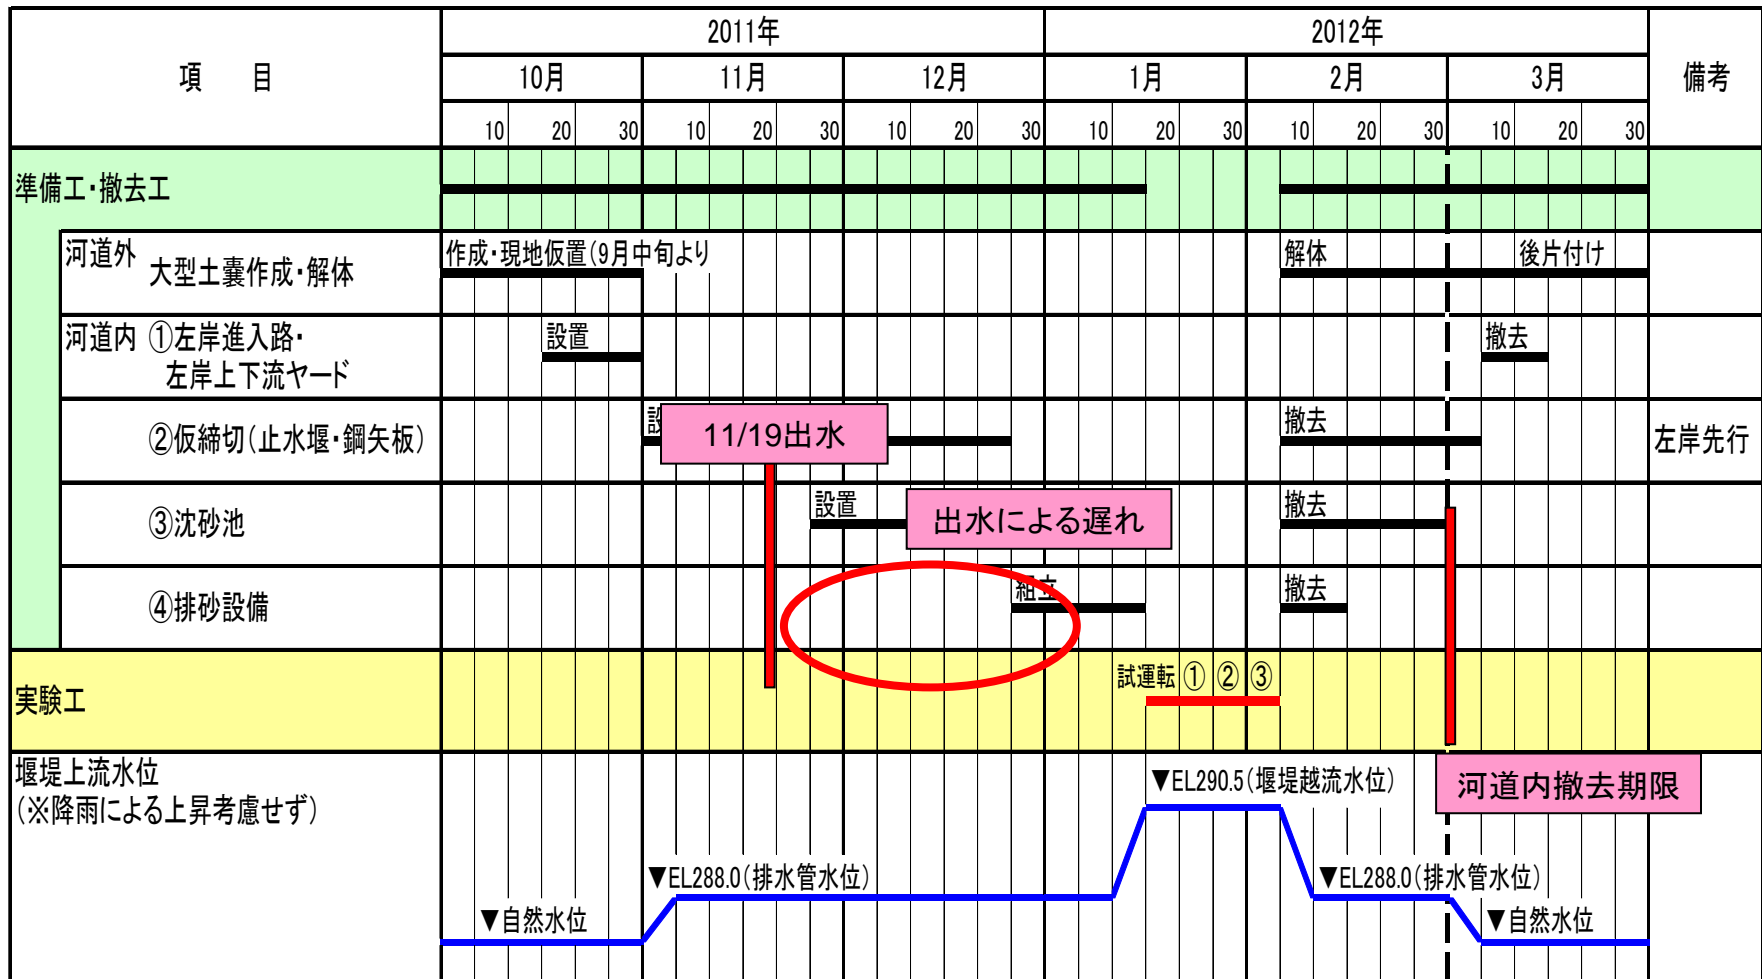 項　目
2011年
2012年
備考
10月
11月
12月
1月
2月
3月
10 20 30 10 20 30 10 20 30 10 20 30 10 20 30 10 20 30
準備工・撤去工
河道外
大型土嚢作成・解体
作成・現地仮置(9月中旬より
解体
後片付け
河道内 ①左岸進入路・
左岸上下流ヤード
設置
撤去
②仮締切(止水堰・鋼矢板)
11/19出水
撤去
左岸先行
③沈砂池
設置
出水による遅れ
撤去
④排砂設備
組立
撤去
実験工
試運転 ① ② ③
堰堤上流水位
(※降雨による上昇考慮せず)
▼EL290.5(堰堤越流水位)
河道内撤去期限
▼EL288.0(排水管水位)
▼EL288.0(排水管水位)
▼自然水位
▼自然水位